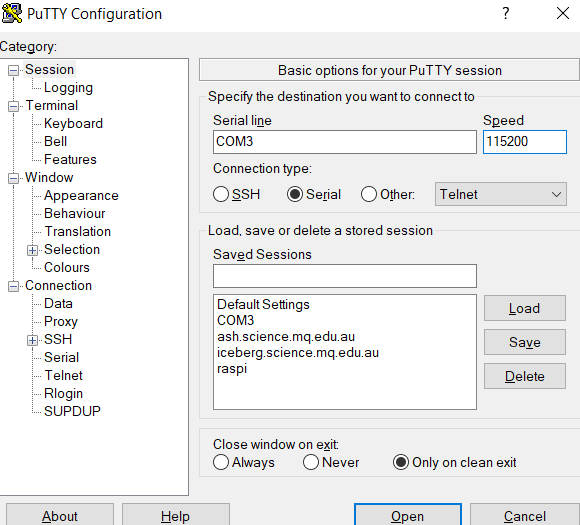 PuTTY Configuration
?
Category:
Session
Logging
Terminal
Keyboard
Bell
Features
Window
Appearance
Behaviour
Translation
Selection
Colours
Connection
Data
Proxy
SSH
Serial
Telnet
Rlogin
SUPDUP
Basic options for your PuTTY session
Specify the destination you want to connect to
Serial line Speed
COM3 115200
Connection type:
SSH Serial Other: Telnet
Load, save or delete a stored session
Saved Sessions
Default Settings
COM3
ash.science.mq.edu.au
iceberg.science.mq.edu.au
raspi
Load
Save
Delete
Close window on exit:
Always Never Only on clean exit
About Help Open Cancel